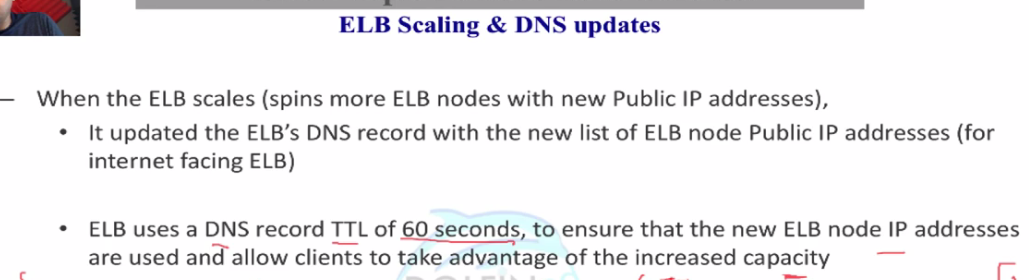 ELB Scaling & DNS updates
– When the ELB scales (spins more ELB nodes with new Public IP addresses),
• It updated the ELB's DNS record with the new list of ELB node Public IP addresses (for
internet facing ELB)
• ELB uses a DNS record TTL of 60 seconds, to ensure that the new ELB node IP addresses
are used and allow clients to take advantage of the increased capacity